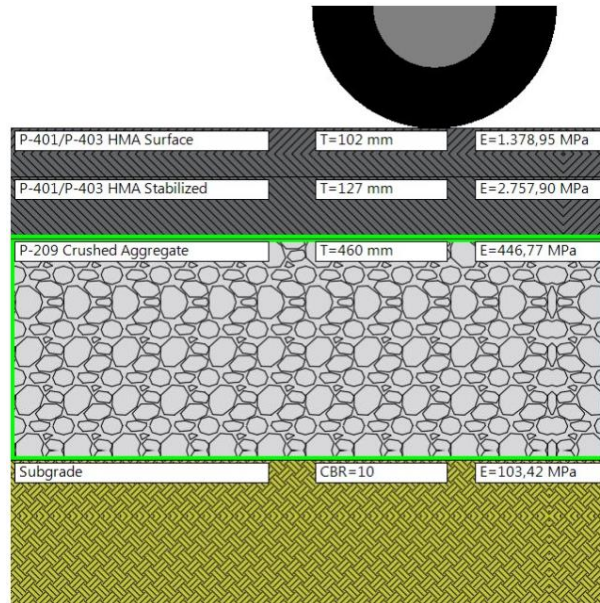 P-401/P-403 HMA Surface T=102 mm E=1.378,95 MPa
P-401/P-403 HMA Stabilized T=127 mm E=2.757,90 MPa
P-209 Crushed Aggregate T=460 mm E=446,77 MPa
Subgrade CBR=10 E=103,42 MPa